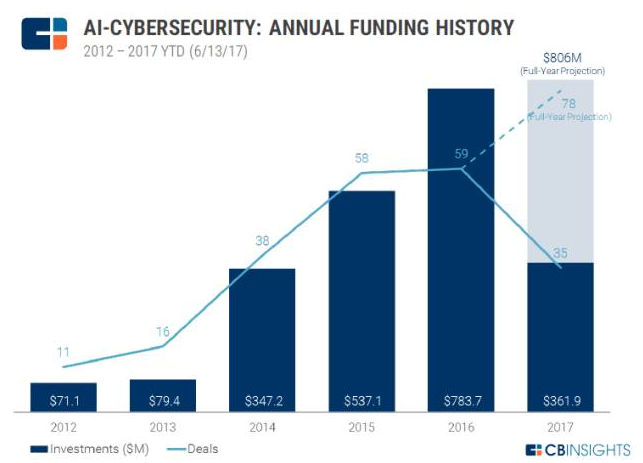 AI-CYBERSECURITY: ANNUAL FUNDING HISTORY
2012 – 2017 YTD (6/13/17)
$806M
(Full-Year Projection)
78
(Full-Year Projection)
59
58
38
35
16
11
$71.1
$79.4
$347.2
$537.1
$783.7
$361.9
2012
2013
2014
2015
2016
2017
Investments ($M)
Deals
CBINSIGHTS